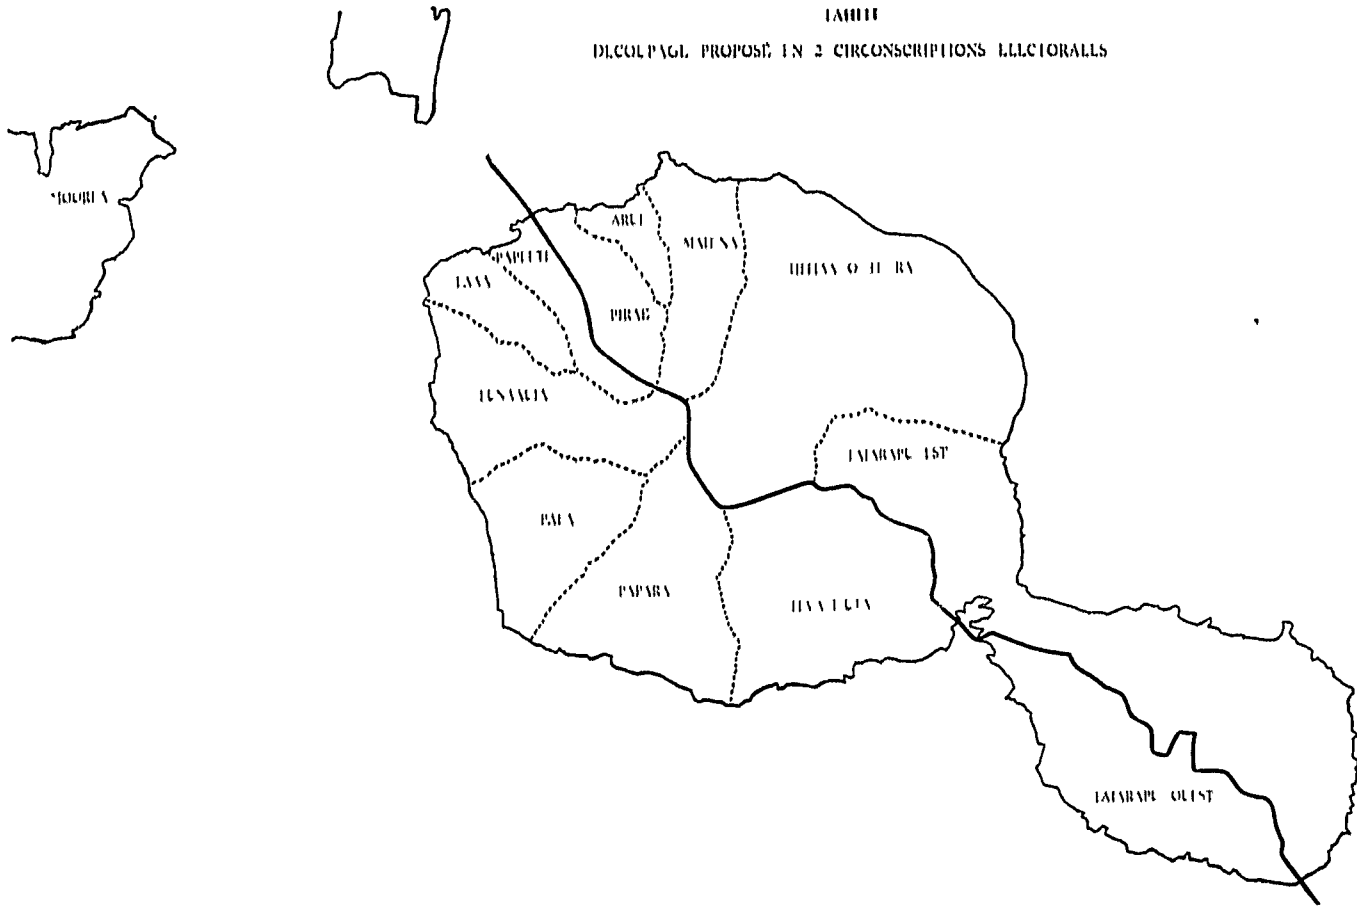 TAHITI
DECOUPAGE PROPOSÉ EN 2 CIRCONSCRIPTIONS ELECTORALES
MOOREA
ARUE
MAHINA
PAPEETE
HITIAA O TE RA
FAAA
PIRAE
PUNAAUIA
TAIARAPU EST
PAEA
PAPARA
TEVA I UTA
TAIARAPU OUEST